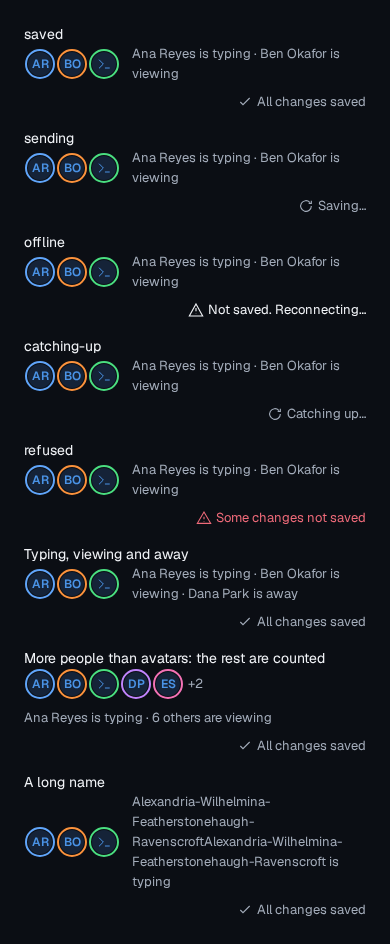 saved
AR BO >_ Ana Reyes is typing · Ben Okafor is
viewing
All changes saved
sending
AR BO >_ Ana Reyes is typing · Ben Okafor is
viewing
Saving…
offline
AR BO >_ Ana Reyes is typing · Ben Okafor is
viewing
Not saved. Reconnecting…
catching-up
AR BO >_ Ana Reyes is typing · Ben Okafor is
viewing
Catching up…
refused
AR BO >_ Ana Reyes is typing · Ben Okafor is
viewing
Some changes not saved
Typing, viewing and away
AR BO >_ Ana Reyes is typing · Ben Okafor is
viewing · Dana Park is away
All changes saved
More people than avatars: the rest are counted
AR BO >_ DP ES +2
Ana Reyes is typing · 6 others are viewing
All changes saved
A long name
Alexandria-Wilhelmina-
Featherstonehaugh-
AR BO >_ RavenscroftAlexandria-Wilhelmina-
Featherstonehaugh-Ravenscroft is
typing
All changes saved